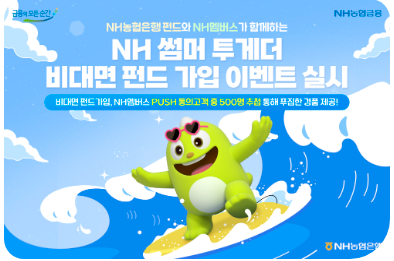 금융의 모든 순간
NH농협금융
NH농협은행 펀드와 NH멤버스가 함께하는
NH 썸머 투게더
비대면 펀드 가입 이벤트 실시
비대면 펀드가입, NH멤버스 PUSH 동의고객 중 500명 추첨 통해 푸짐한 경품 제공!
NH농협은행